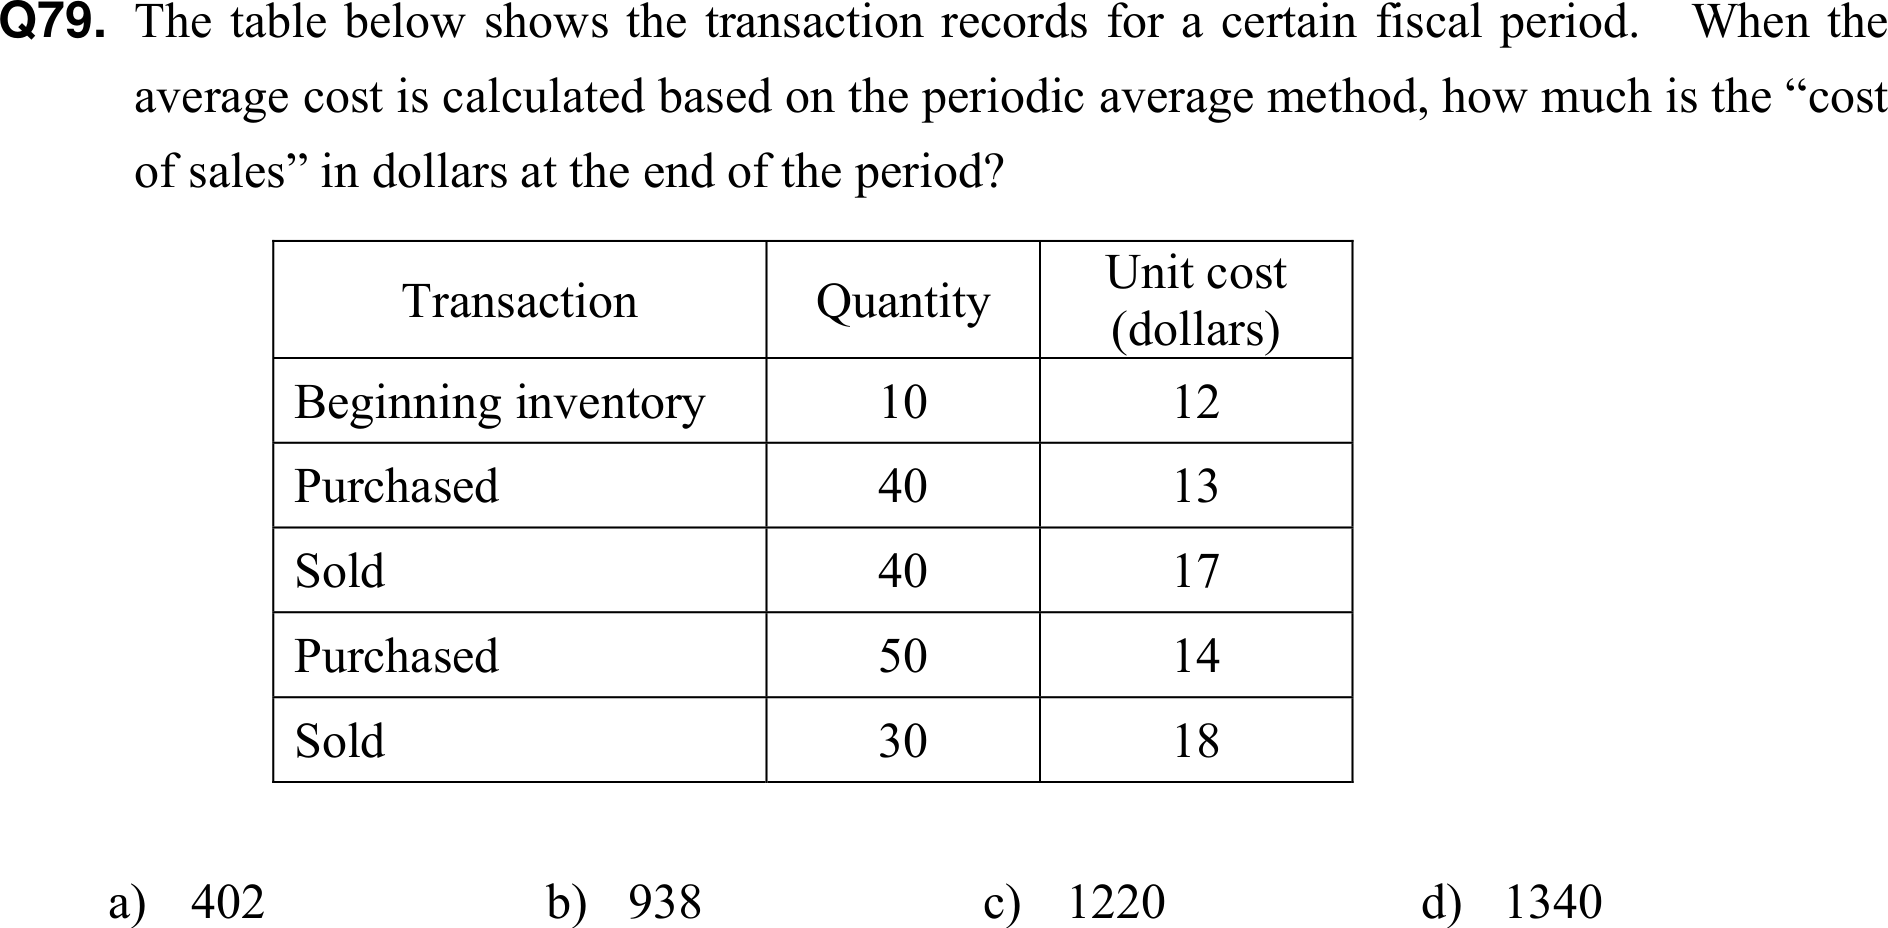 Q79. The table below shows the transaction records for a certain fiscal period. When the
average cost is calculated based on the periodic average method, how much is the “cost
of sales” in dollars at the end of the period?
Transaction Quantity Unit cost
(dollars)
Beginning inventory 10 12
Purchased 40 13
Sold 40 17
Purchased 50 14
Sold 30 18
a) 402 b) 938 c) 1220 d) 1340